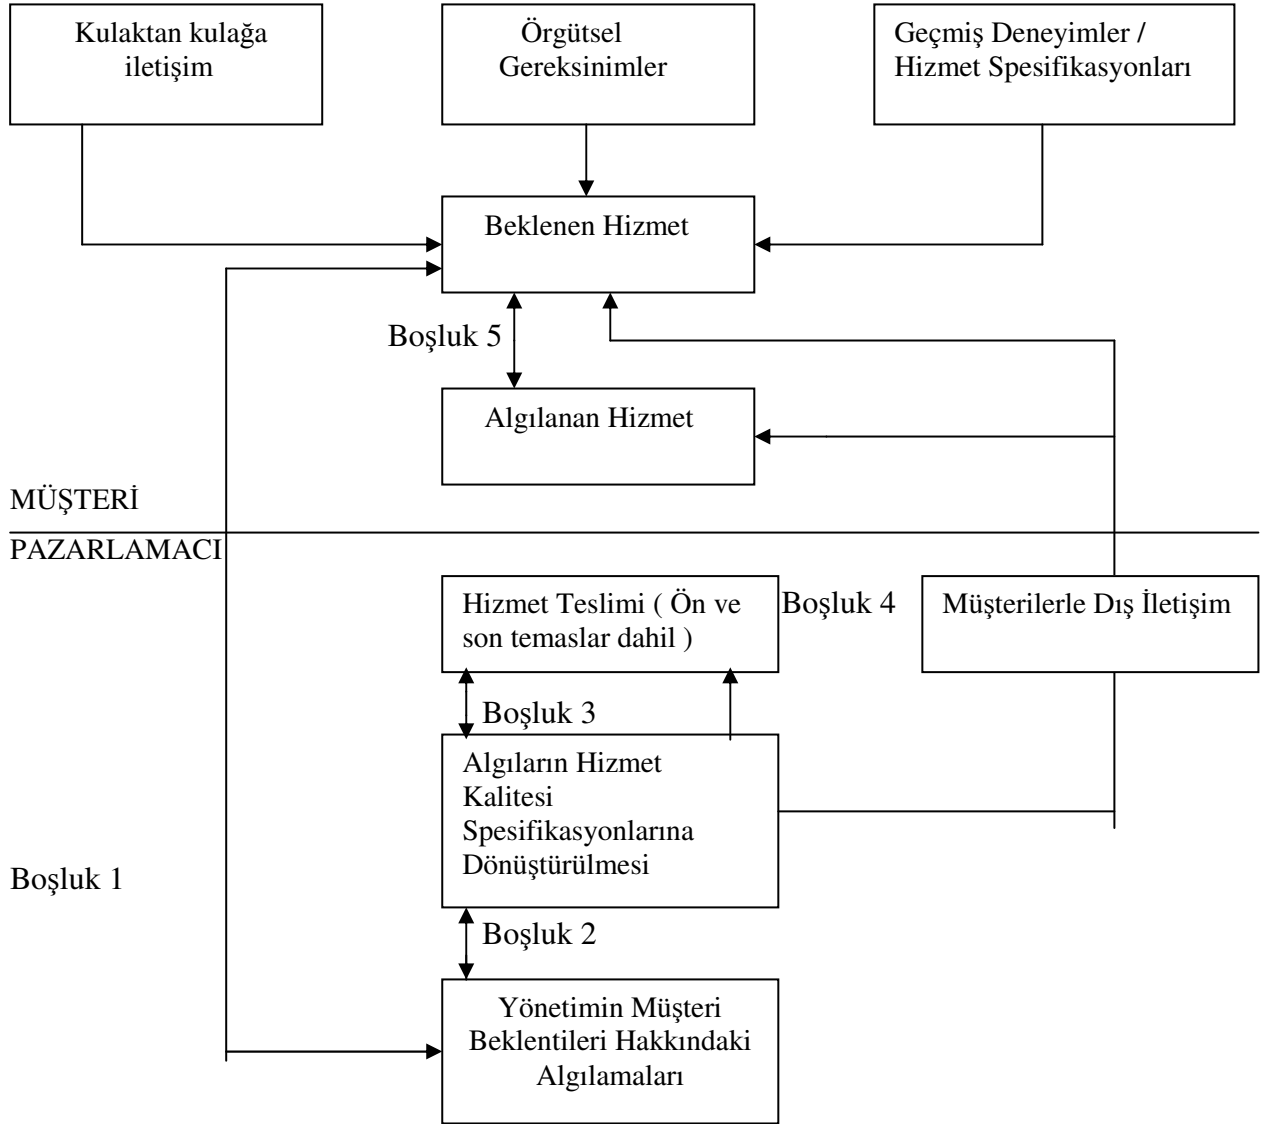 Kulaktan kulağa
iletişim
Örgütsel
Gereksinimler
Geçmiş Deneyimler /
Hizmet Spesifikasyonları
Beklenen Hizmet
Boşluk 5
Algılanan Hizmet
MÜŞTERİ
PAZARLAMACI
Hizmet Teslimi ( Ön ve
son temaslar dahil )
Boşluk 4
Müşterilerle Dış İletişim
Boşluk 3
Algıların Hizmet
Kalitesi
Spesifikasyonlarına
Dönüştürülmesi
Boşluk 1
Boşluk 2
Yönetimin Müşteri
Beklentileri Hakkındaki
Algılamaları